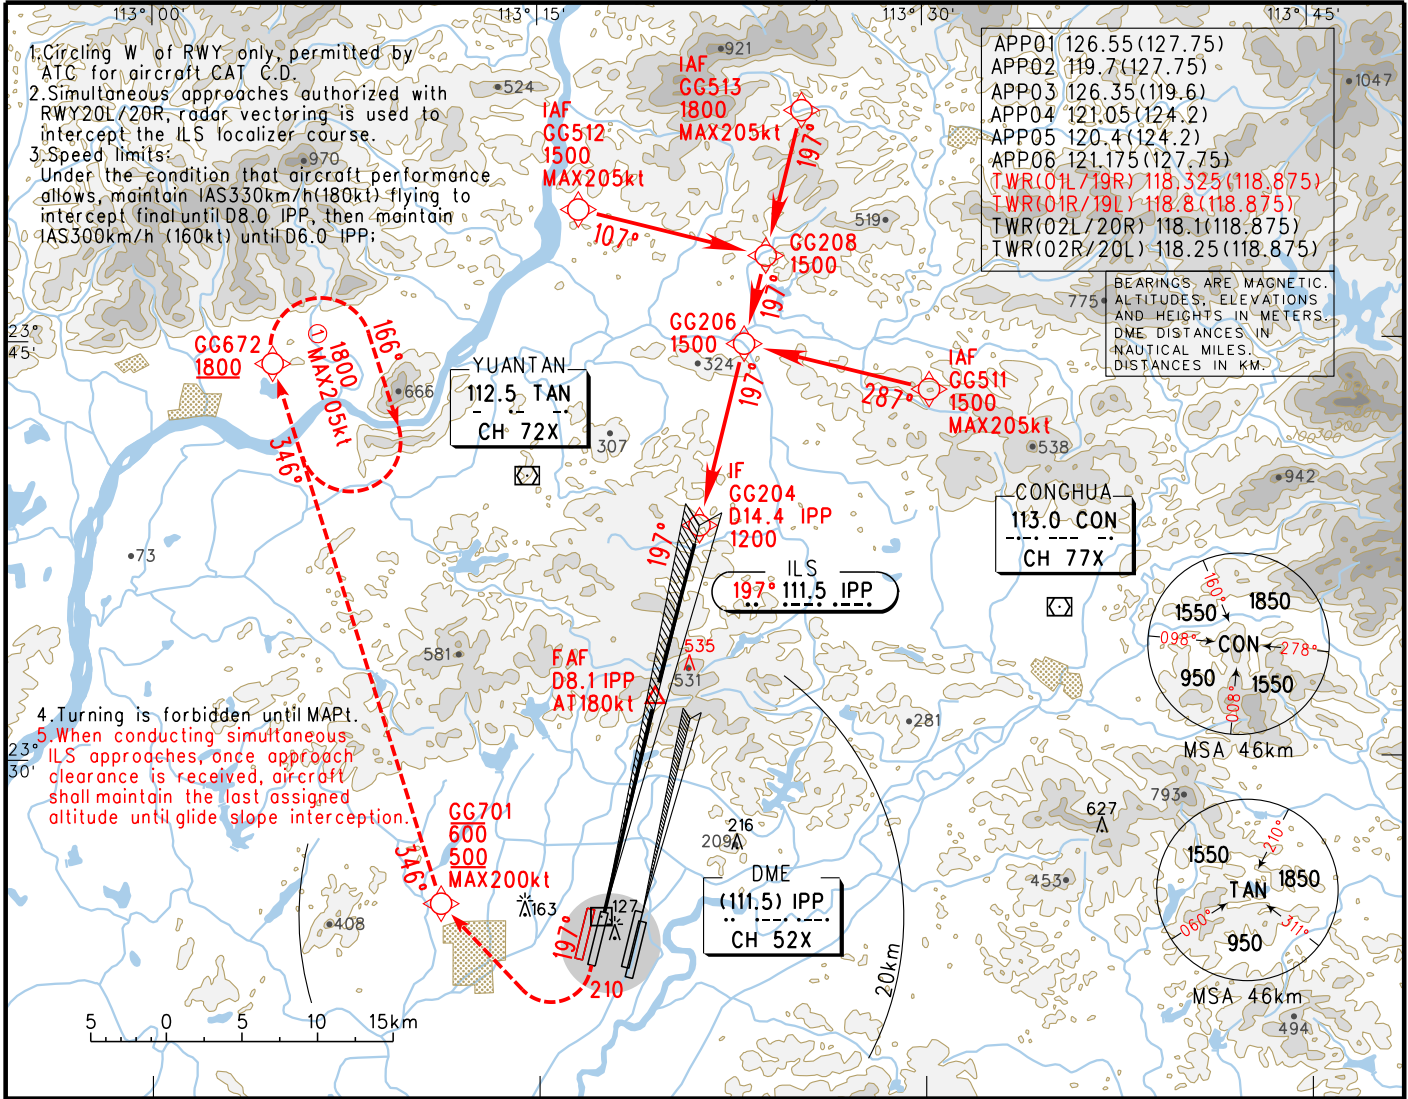 113° 00'
113° 15'
113° 30'
113° 45'
1.Circling W of RWY only, permitted by
ATC for aircraft CAT C.D.
2.Simultaneous approaches authorized with
RWY20L/20R, radar vectoring is used to
intercept the ILS localizer course.
3.Speed limits:
Under the condition that aircraft performance
allows, maintain IAS330km/h(180kt) flying to
intercept final until D8.0 IPP, then maintain
IAS300km/h (160kt) until D6.0 IPP;
970
524
921
IAF
GG512
1500
MAX205kt
IAF
GG513
1800
MAX205kt
197°
107°
GG208
1500
519
197°
APP01 126.55(127.75)
APP02 119.7(127.75)
APP03 126.35(119.6)
APP04 121.05(124.2)
APP05 120.4(124.2)
APP06 121.175(127.75)
TWR(01L/19R) 118.325(118.875)
TWR(01R/19L) 118.8(118.875)
TWR(02L/20R) 118.1(118.875)
TWR(02R/20L) 118.25(118.875)
1047
775
BEARINGS ARE MAGNETIC.
ALTITUDES, ELEVATIONS
AND HEIGHTS IN METERS.
DME DISTANCES IN
NAUTICAL MILES.
DISTANCES IN KM.
23°
45'
GG672
1800
1
1800
MAX205kt
166°
666
346°
YUANTAN
112.5 TAN
CH 72X
307
GG206
1500
324
197°
287°
IAF
GG511
1500
MAX205kt
538
942
IF
GG204
D14.4 IPP
1200
197°
CONGHUA
113.0 CON
CH 77X
73
ILS
197° 111.5 IPP
160°
1550
1850
098°
CON
278°
950
1550
008°
MSA 46km
581
FAF
D8.1 IPP
AT180kt
535
531
281
23°
30'
4.Turning is forbidden until MAPt.
5.When conducting simultaneous
ILS approaches, once approach
clearance is received, aircraft
shall maintain the last assigned
altitude until glide slope interception.
GG701
600
500
MAX200kt
346°
793
627
216
209
453
210°
1550
1850
TAN
060°
311°
950
MSA 46km
494
DME
(111.5) IPP
CH 52X
163
127
408
197°
210
20km
5 0 5 10 15km